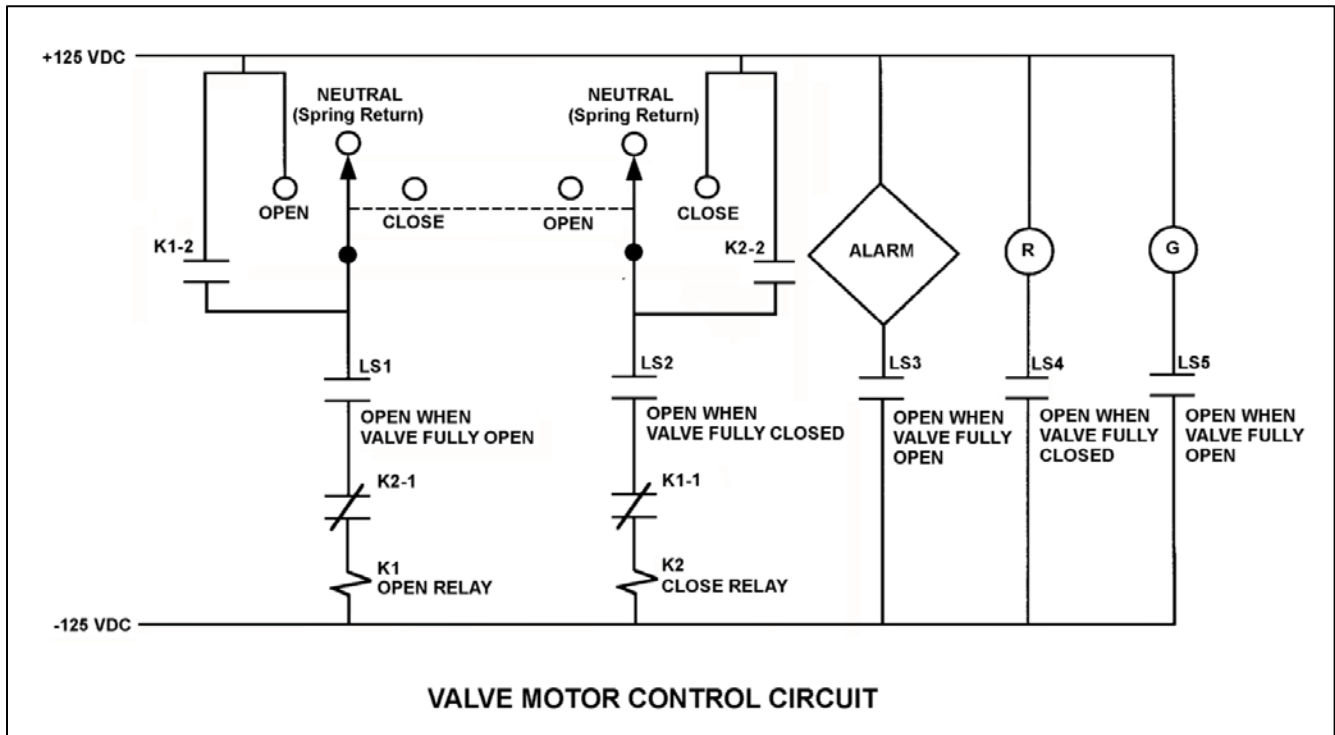 +125 VDC
NEUTRAL
(Spring Return)
NEUTRAL
(Spring Return)
OPEN
CLOSE
OPEN
CLOSE
K1-2
K2-2
ALARM
R
G
LS1
OPEN WHEN
VALVE FULLY OPEN
LS2
OPEN WHEN
VALVE FULLY CLOSED
LS3
OPEN WHEN
VALVE FULLY
OPEN
LS4
OPEN WHEN
VALVE FULLY
CLOSED
LS5
OPEN WHEN
VALVE FULLY
OPEN
K2-1
K1-1
K1
OPEN RELAY
K2
CLOSE RELAY
-125 VDC
VALVE MOTOR CONTROL CIRCUIT